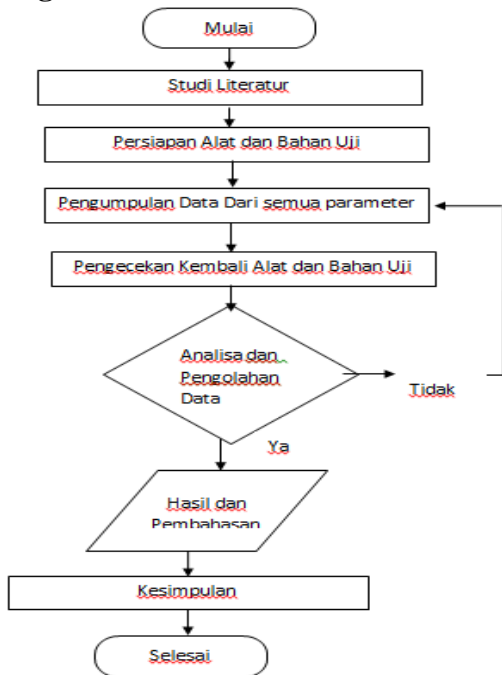 Mulai
Studi Literatur
Persiapan Alat dan Bahan Uji
Pengumpulan Data Dari semua parameter
Pengecekan Kembali Alat dan Bahan Uji
Analisa dan
Pengolahan
Data
Tidak
Ya
Hasil dan
Pembahasan
Kesimpulan
Selesai